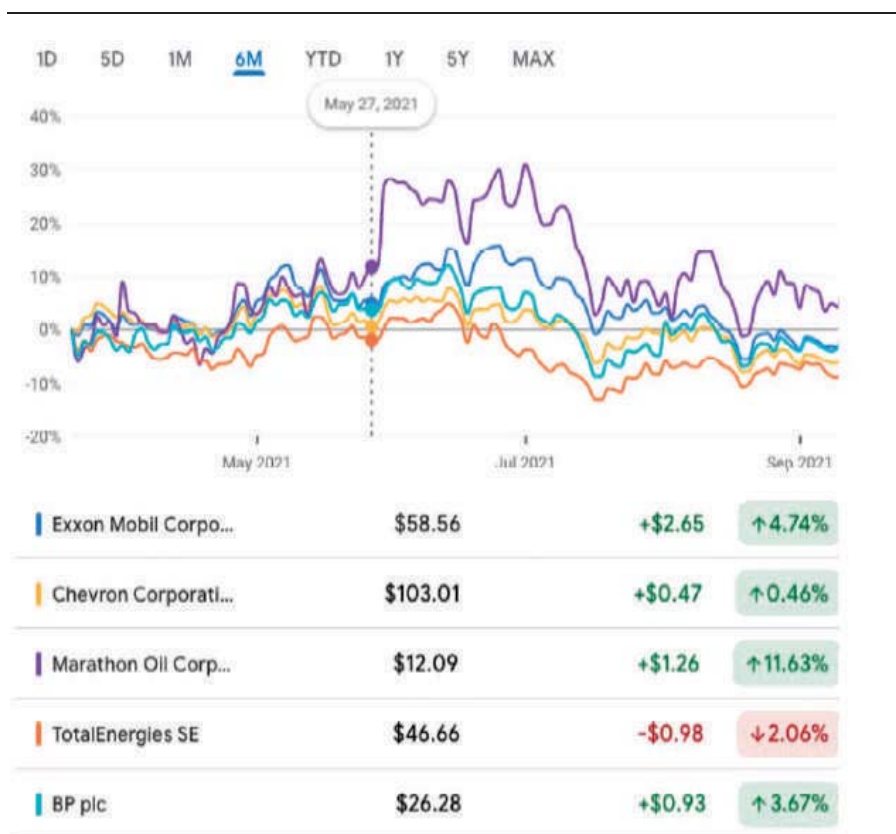 1D 5D 1M 6M YTD 1Y 5Y MAX
May 27, 2021
40%
30%
20%
10%
0%
-10%
-20%
May 2021 Jul 2021 Sep 2021
Exxon Mobil Corpo... $58.56 +$2.65 ↑4.74%
Chevron Corporati... $103.01 +$0.47 ↑0.46%
Marathon Oil Corp... $12.09 +$1.26 ↑11.63%
TotalEnergies SE $46.66 -$0.98 ↓2.06%
BP plc $26.28 +$0.93 ↑3.67%